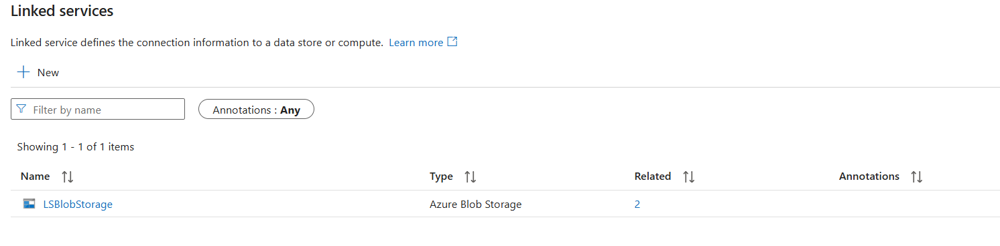 Linked services
Linked service defines the connection information to a data store or compute. Learn more
New
Filter by name
Annotations : Any
Showing 1 - 1 of 1 items
Name Type Related Annotations
LSBlobStorage Azure Blob Storage 2